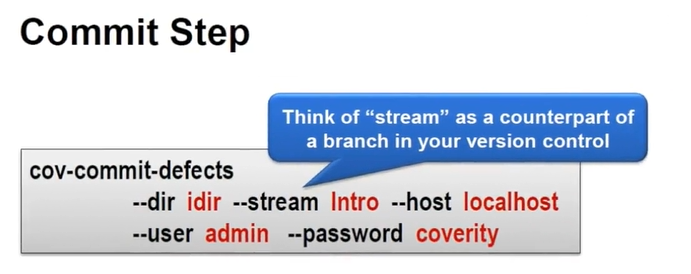 Commit Step
Think of “stream” as a counterpart of
a branch in your version control
cov-commit-defects
--dir idir --stream Intro --host localhost
--user admin --password coverity